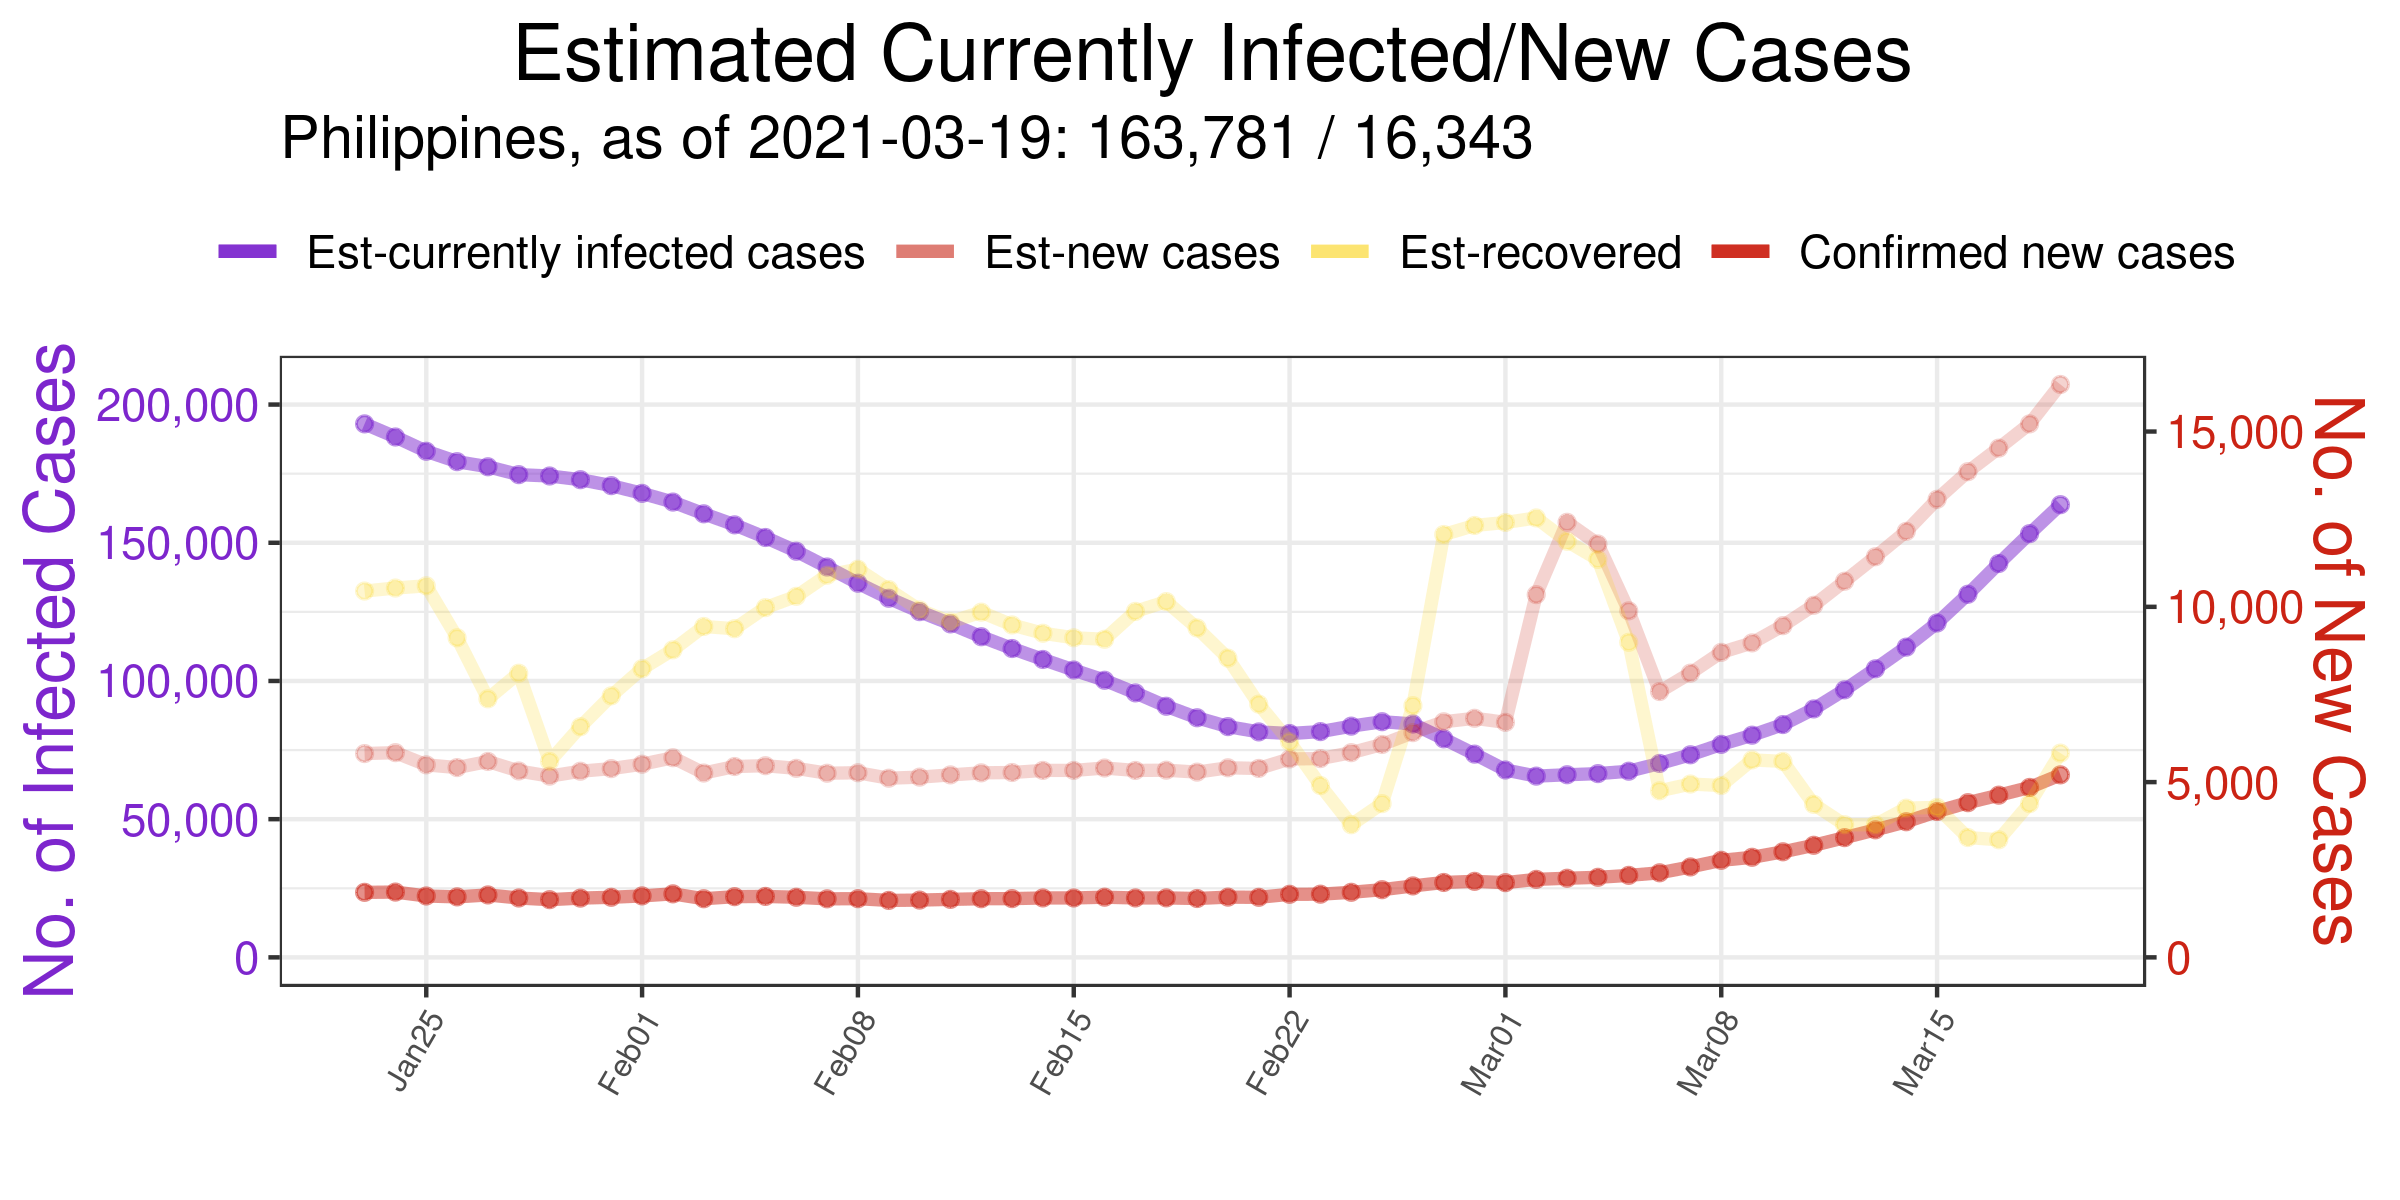 Estimated Currently Infected/New Cases
Philippines, as of 2021-03-19: 163,781 / 16,343
Est-currently infected cases Est-new cases Est-recovered Confirmed new cases
No. of Infected Cases
200,000
150,000
100,000
50,000
0
15,000
10,000
5,000
0
No. of New Cases
Jan25 Feb01 Feb08 Feb15 Feb22 Mar01 Mar08 Mar15